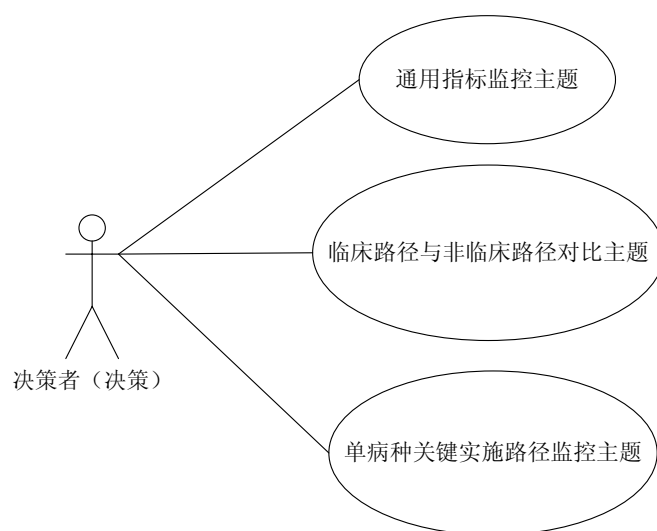 通用指标监控主题
临床路径与非临床路径对比主题
决策者（决策）
单病种关键实施路径监控主题